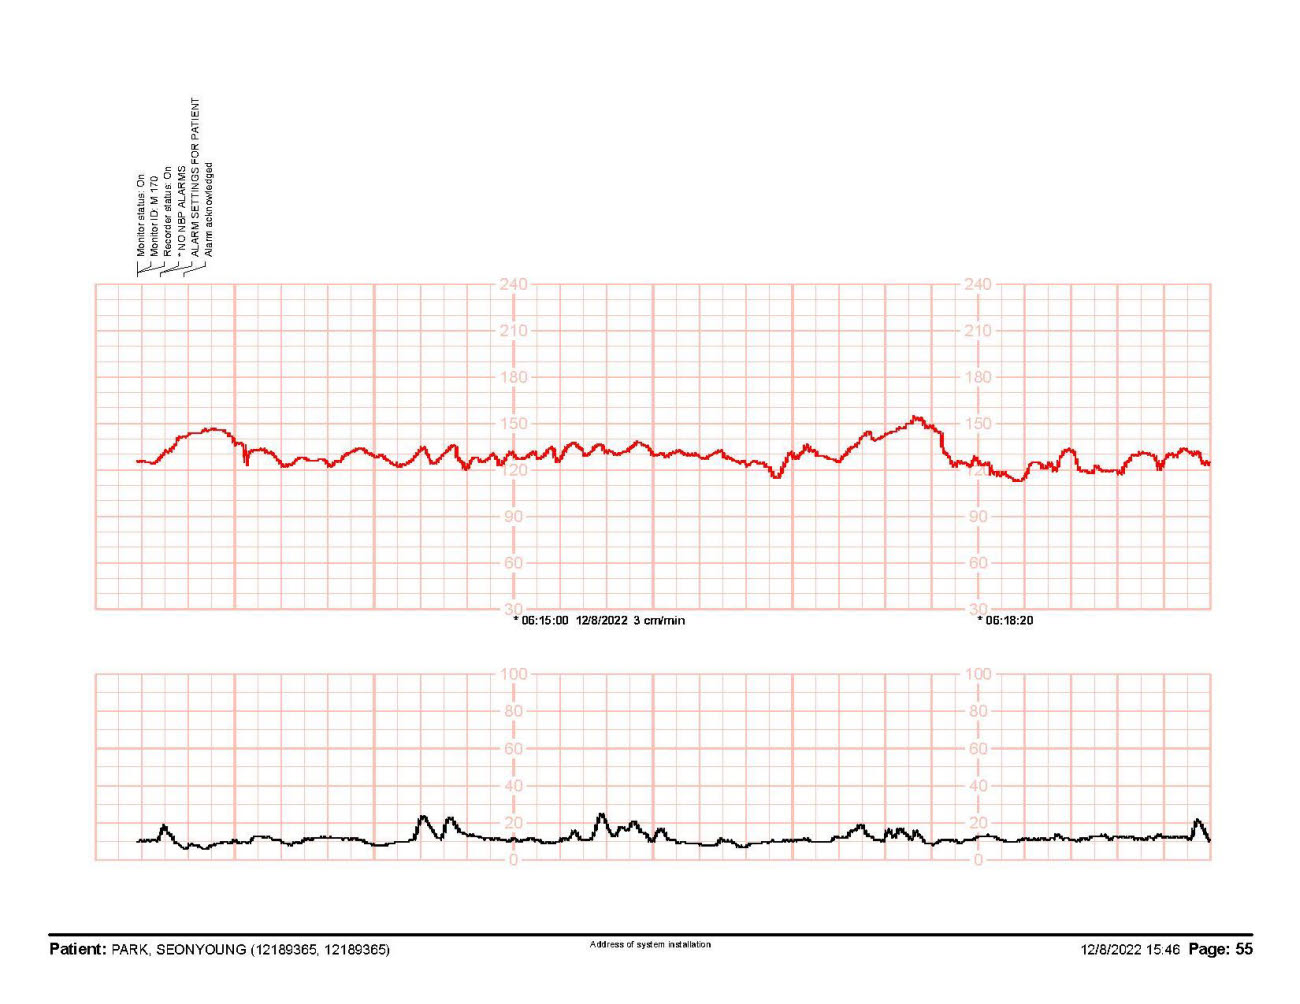 Monitor status: On
Monitor ID: M 170
Recorder status: On
* NO NBP ALARMS
ALARM SETTINGS FOR PATIENT
Alarm acknowledged
240 240
210 210
180 180
150 150
120 120
90 90
60 60
30 30
* 06:15:00 12/8/2022 3 cm/min * 06:18:20
100 100
80 80
60 60
40 40
20 20
0 0
Patient: PARK, SEONYOUNG (12189365, 12189365) Address of system installation 12/8/2022 15:46 Page: 55